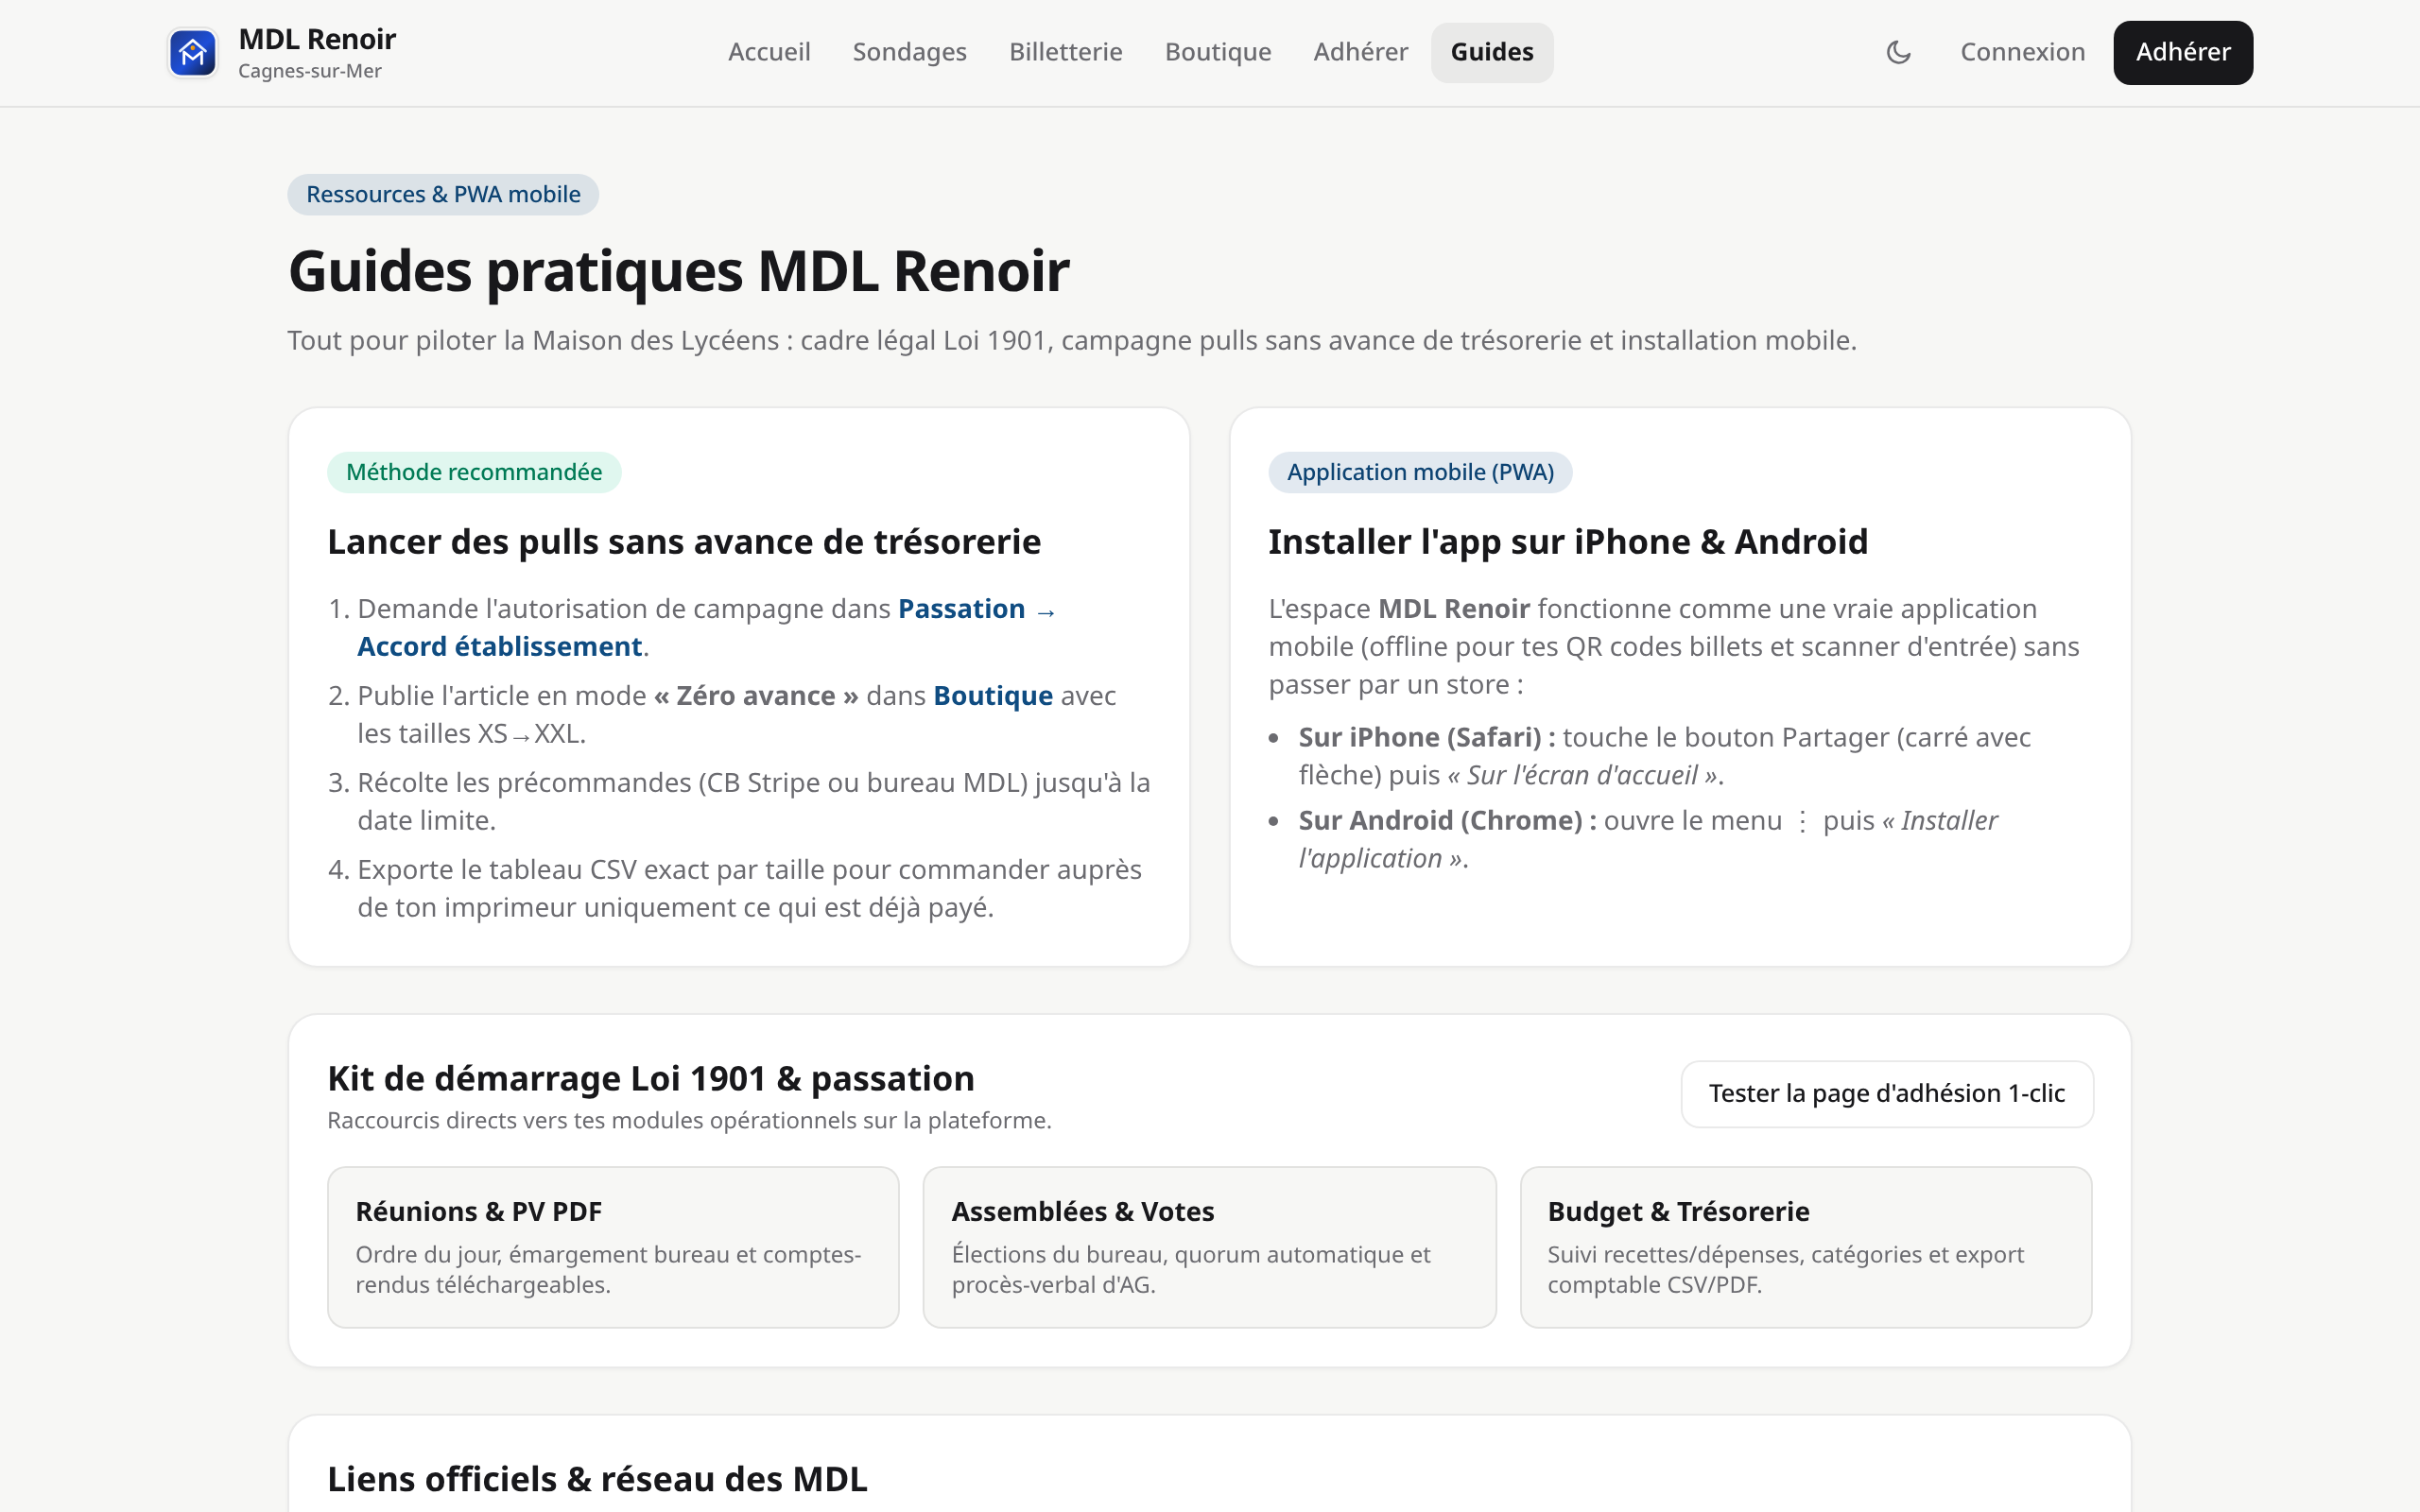 MDL Renoir
Cagnes-sur-Mer
Accueil
Sondages
Billetterie
Boutique
Adhérer
Guides
Connexion
Adhérer
Ressources & PWA mobile
Guides pratiques MDL Renoir
Tout pour piloter la Maison des Lycéens : cadre légal Loi 1901, campagne pulls sans avance de trésorerie et installation mobile.
Méthode recommandée
Lancer des pulls sans avance de trésorerie
1. Demande l'autorisation de campagne dans Passation →
Accord établissement.
2. Publie l'article en mode « Zéro avance » dans Boutique avec
les tailles XS→XXL.
3. Récolte les précommandes (CB Stripe ou bureau MDL) jusqu'à la
date limite.
4. Exporte le tableau CSV exact par taille pour commander auprès
de ton imprimeur uniquement ce qui est déjà payé.
Application mobile (PWA)
Installer l'app sur iPhone & Android
L'espace MDL Renoir fonctionne comme une vraie application
mobile (offline pour tes QR codes billets et scanner d'entrée) sans
passer par un store :
• Sur iPhone (Safari) : touche le bouton Partager (carré avec
flèche) puis « Sur l'écran d'accueil ».
• Sur Android (Chrome) : ouvre le menu ⋮ puis « Installer
l'application ».
Kit de démarrage Loi 1901 & passation
Raccourcis directs vers tes modules opérationnels sur la plateforme.
Tester la page d'adhésion 1-clic
Réunions & PV PDF
Ordre du jour, émargement bureau et comptes-
rendus téléchargeables.
Assemblées & Votes
Élections du bureau, quorum automatique et
procès-verbal d'AG.
Budget & Trésorerie
Suivi recettes/dépenses, catégories et export
comptable CSV/PDF.
Liens officiels & réseau des MDL